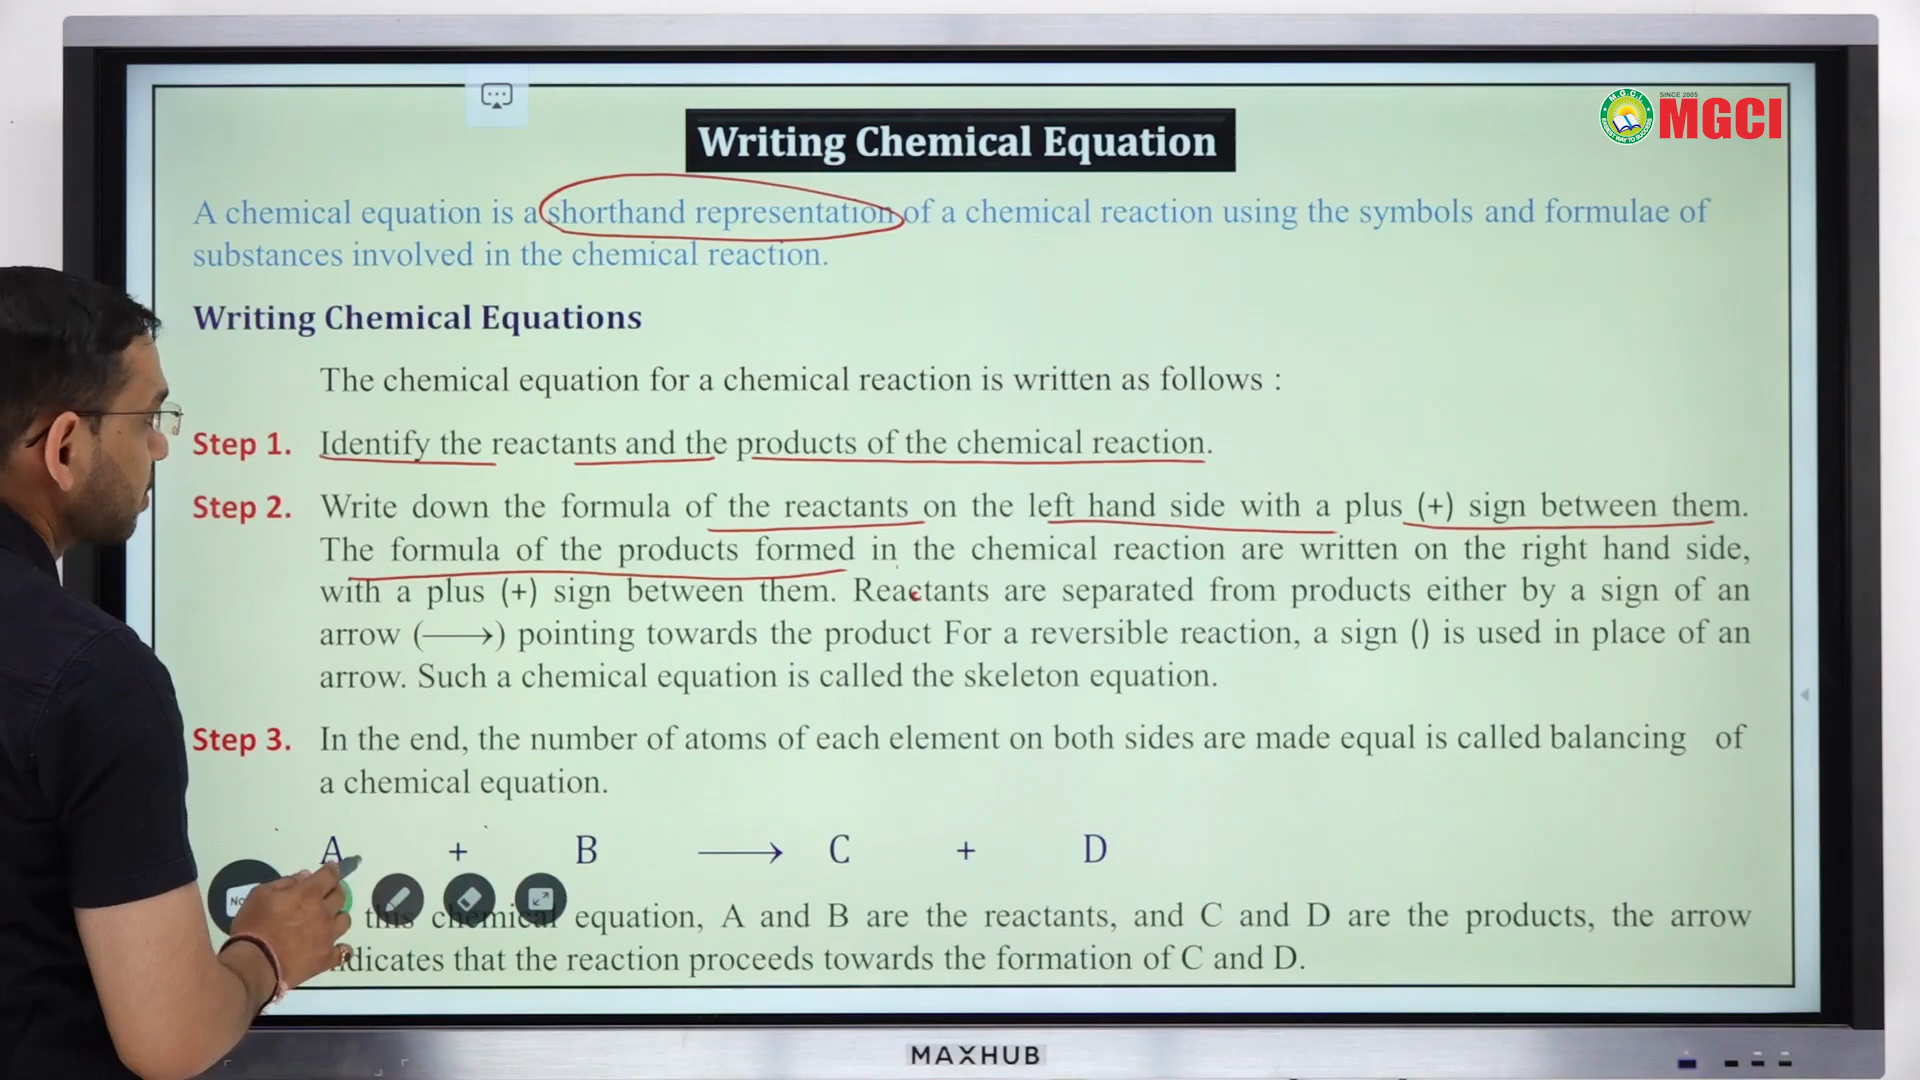 SINCE 2005
M.G.C.I.
MGCI
Writing Chemical Equation
A chemical equation is a shorthand representation of a chemical reaction using the symbols and formulae of
substances involved in the chemical reaction.
Writing Chemical Equations
The chemical equation for a chemical reaction is written as follows :
Step 1. Identify the reactants and the products of the chemical reaction.
Step 2. Write down the formula of the reactants on the left hand side with a plus (+) sign between them.
The formula of the products formed in the chemical reaction are written on the right hand side,
with a plus (+) sign between them. Reactants are separated from products either by a sign of an
arrow (⟶) pointing towards the product For a reversible reaction, a sign () is used in place of an
arrow. Such a chemical equation is called the skeleton equation.
Step 3. In the end, the number of atoms of each element on both sides are made equal is called balancing of
a chemical equation.
A + B ⟶ C + D
this chemical equation, A and B are the reactants, and C and D are the products, the arrow
dicates that the reaction proceeds towards the formation of C and D.
MAXHUB